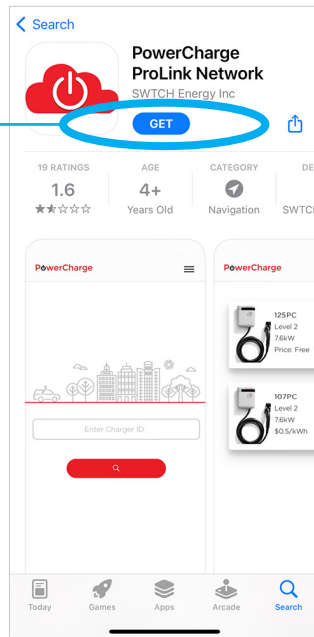 Search
PowerCharge
ProLink Network
SWTCH Energy Inc
GET
19 RATINGS
AGE
CATEGORY
DE
1.6
4+
Years Old
Navigation
SWTCH
PowerCharge
Enter Charger ID
PowerCharge
125PC
Level 2
7.6kW
Price: Free
107PC
Level 2
7.6kW
$0.5/kWh
Today
Games
Apps
Arcade
Search